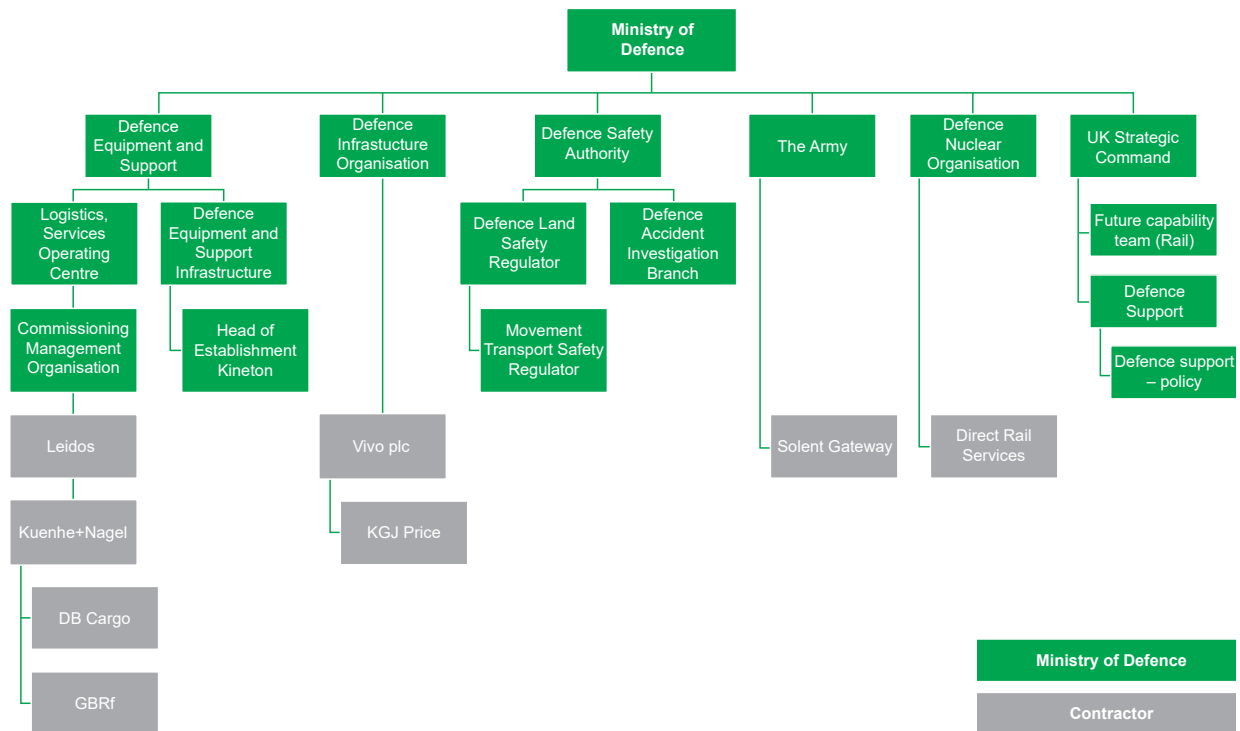 Ministry of
Defence
Defence
Equipment and
Support
Defence
Infrastucture
Organisation
Defence Safety
Authority
The Army
Defence
Nuclear
Organisation
UK Strategic
Command
Logistics,
Services
Operating
Centre
Defence
Equipment and
Support
Infrastructure
Defence Land
Safety
Regulator
Defence
Accident
Investigation
Branch
Future capability
team (Rail)
Commissioning
Management
Organisation
Head of
Establishment
Kineton
Movement
Transport Safety
Regulator
Defence
Support
Defence support
– policy
Leidos
Vivo plc
Solent Gateway
Direct Rail
Services
Kuenhe+Nagel
KGJ Price
DB Cargo
GBRf
Ministry of Defence
Contractor